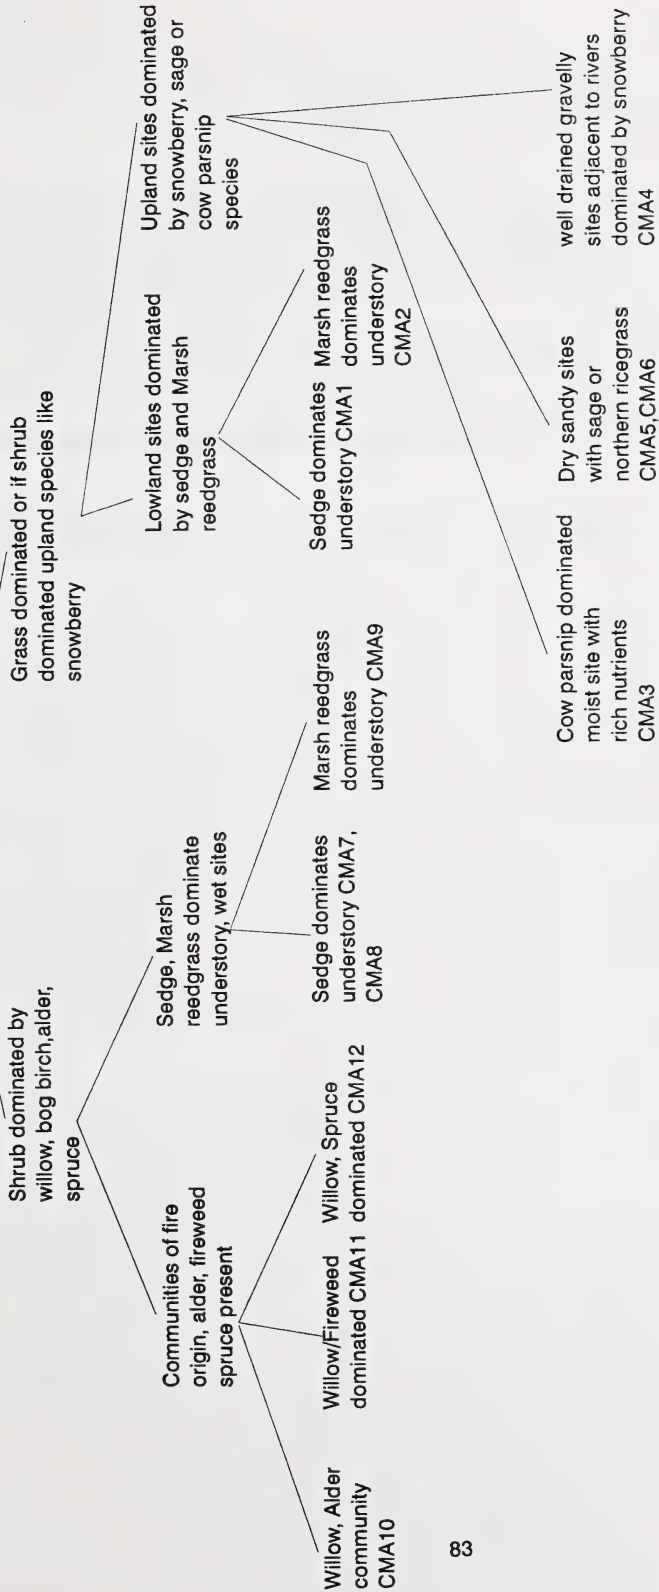 Shrub dominated by
willow, bog birch,alder,
spruce
Grass dominated or if shrub
dominated upland species like
snowberry
Communities of fire
origin, alder, fireweed
spruce present
Sedge, Marsh
reedgrass dominate
understory, wet sites
Lowland sites dominated
by sedge and Marsh
reedgrass
Upland sites dominated
by snowberry, sage or
cow parsnip
species
Willow, Alder
community
CMA10
Willow/Fireweed
dominated CMA11
Willow, Spruce
dominated CMA12
Sedge dominates
understory CMA7,
CMA8
Marsh reedgrass
dominates
understory CMA9
Sedge dominates
understory CMA1
Marsh reedgrass
dominates
understory
CMA2
Cow parsnip dominated
moist site with
rich nutrients
CMA3
Dry sandy sites
with sage or
northern ricegrass
CMA5,CMA6
well drained gravelly
sites adjacent to rivers
dominated by snowberry
CMA4
83